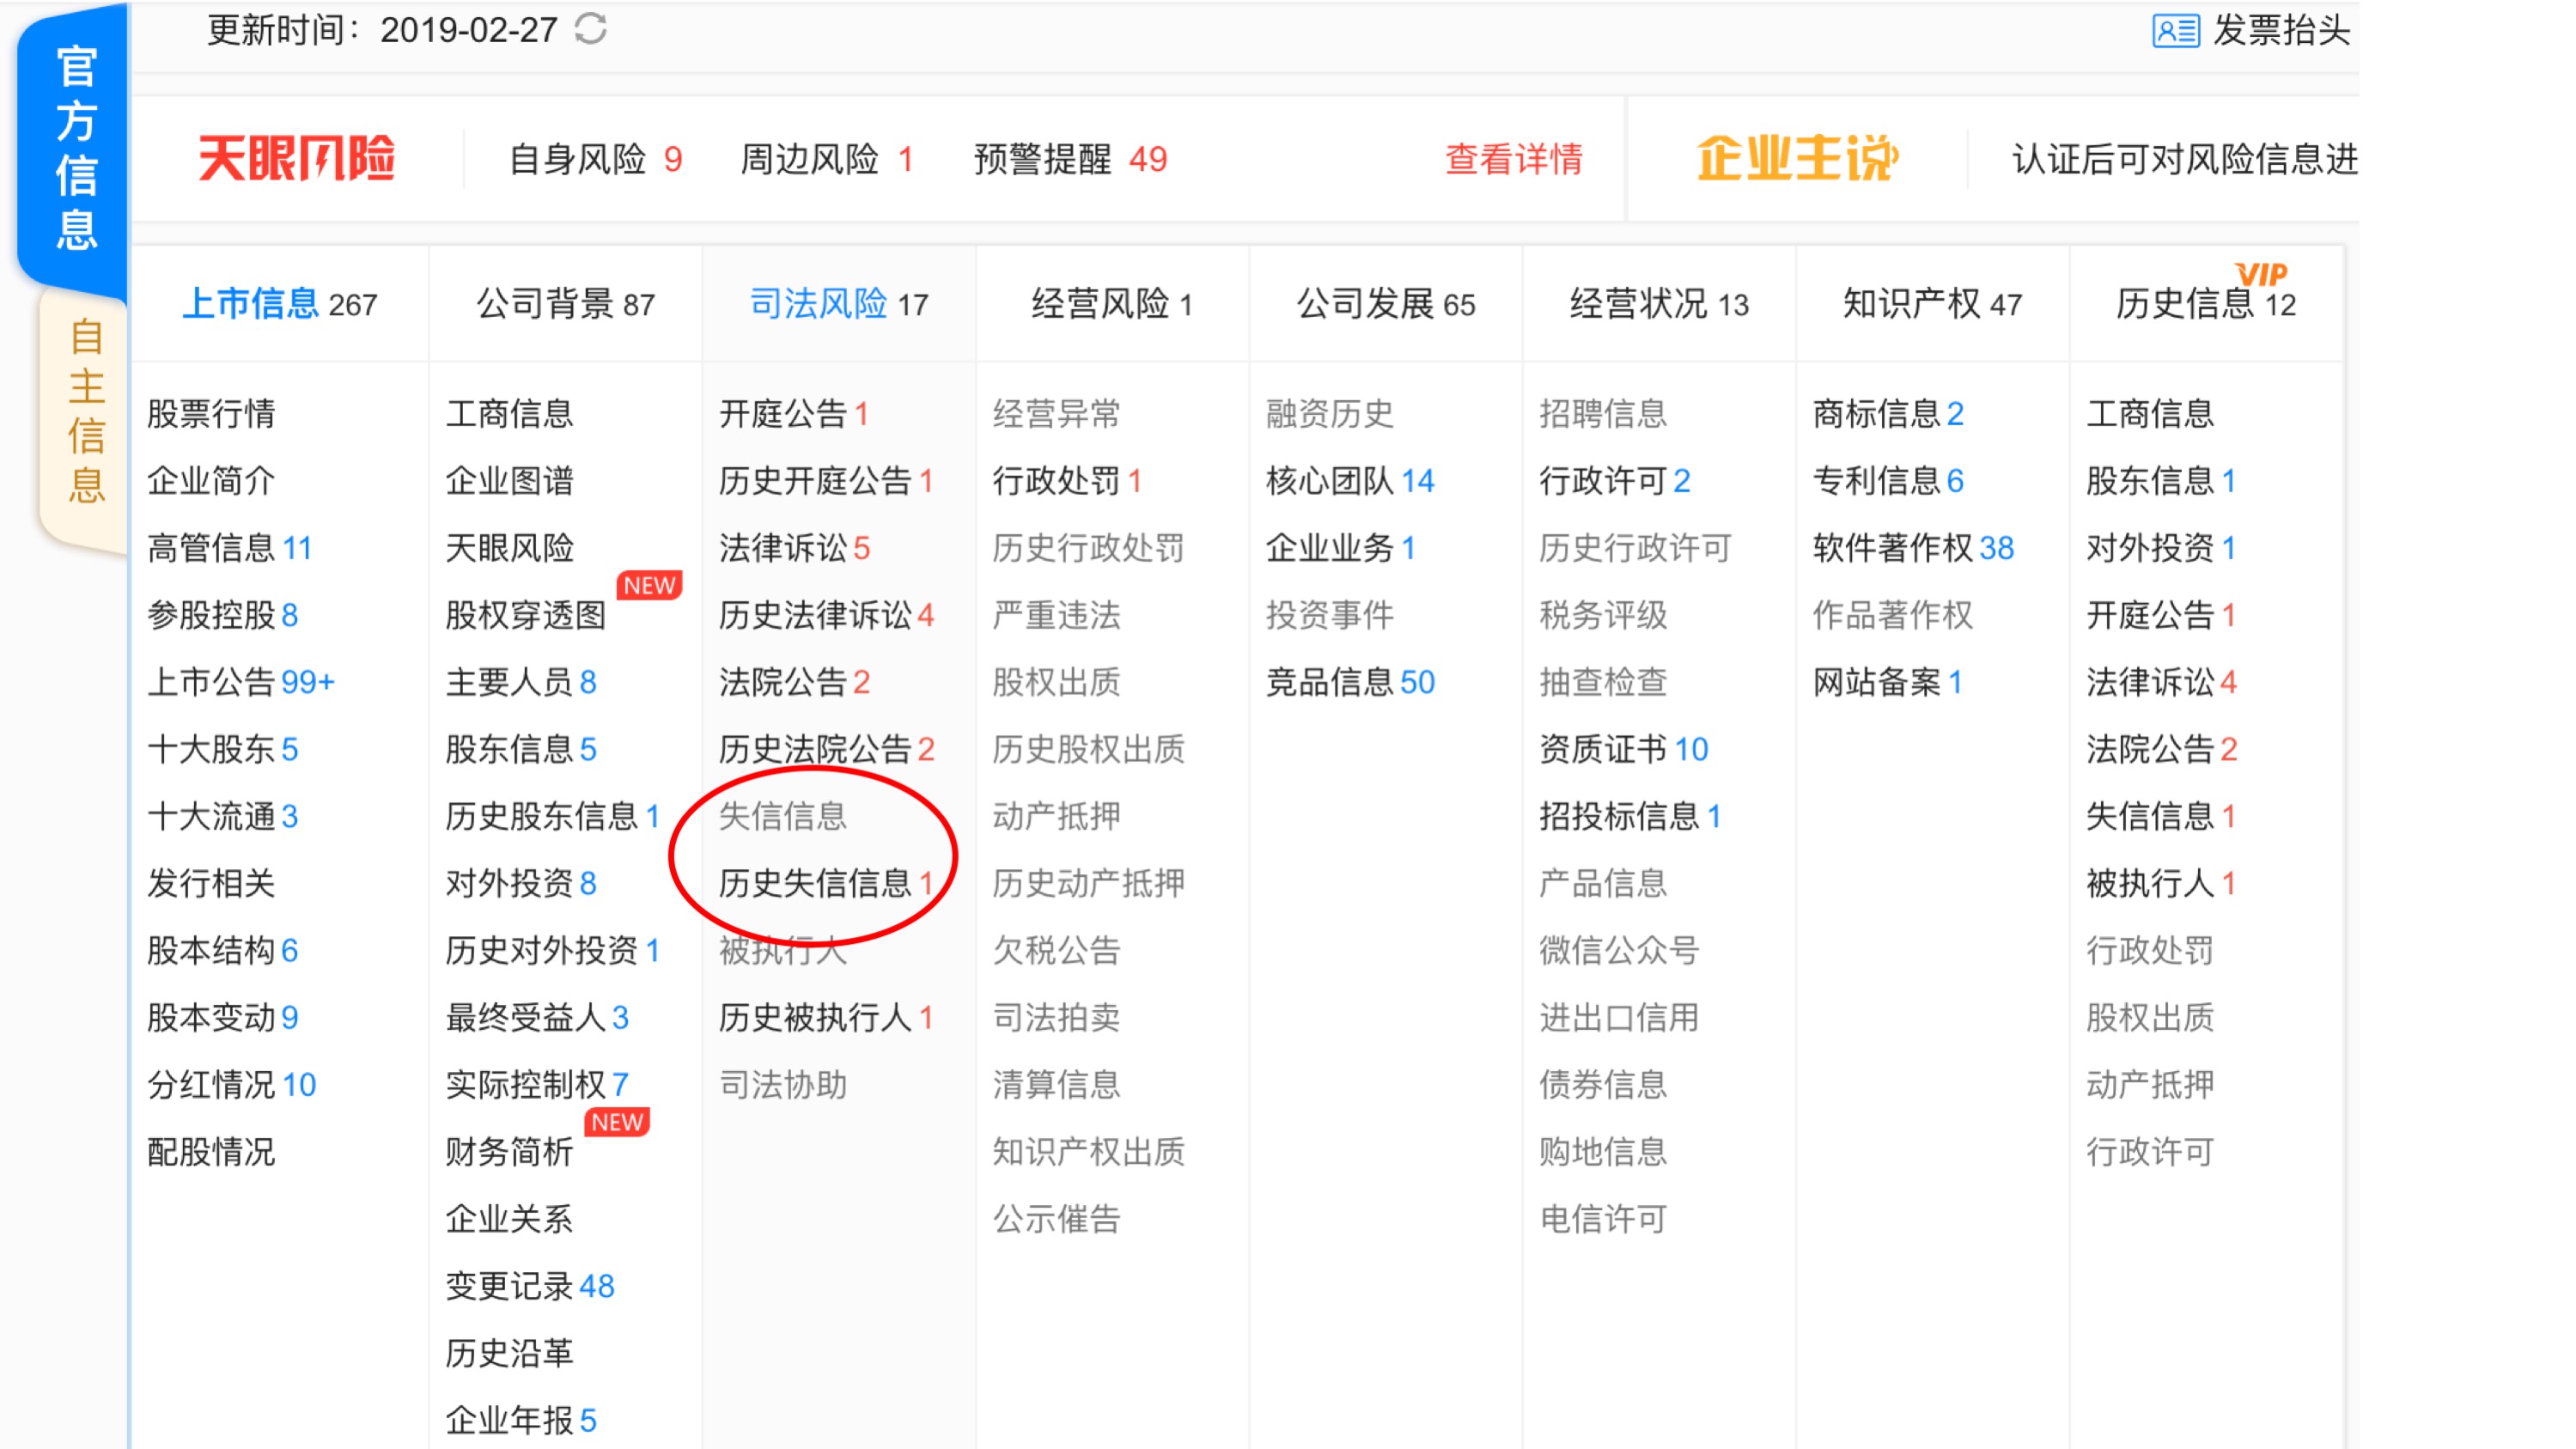 官方信息
自主信息
更新时间：2019-02-27
发票抬头
天眼风险 自身风险 9 周边风险 1 预警提醒 49 查看详情
企业主说 认证后可对风险信息进
上市信息 267
股票行情
企业简介
高管信息 11
参股控股 8
上市公告 99+
十大股东 5
十大流通 3
发行相关
股本结构 6
股本变动 9
分红情况 10
配股情况
公司背景 87
工商信息
企业图谱
天眼风险
股权穿透图 NEW
主要人员 8
股东信息 5
历史股东信息 1
对外投资 8
历史对外投资 1
最终受益人 3
实际控制权 7
财务简析 NEW
企业关系
变更记录 48
历史沿革
企业年报 5
司法风险 17
开庭公告 1
历史开庭公告 1
法律诉讼 5
历史法律诉讼 4
法院公告 2
历史法院公告 2
失信信息
历史失信信息 1
被执行人
历史被执行人 1
司法协助
经营风险 1
经营异常
行政处罚 1
历史行政处罚
严重违法
股权出质
历史股权出质
动产抵押
历史动产抵押
欠税公告
司法拍卖
清算信息
知识产权出质
公示催告
公司发展 65
融资历史
核心团队 14
企业业务 1
投资事件
竞品信息 50
经营状况 13
招聘信息
行政许可 2
历史行政许可
税务评级
抽查检查
资质证书 10
招投标信息 1
产品信息
微信公众号
进出口信用
债券信息
购地信息
电信许可
知识产权 47
商标信息 2
专利信息 6
软件著作权 38
作品著作权
网站备案 1
VIP
历史信息 12
工商信息
股东信息 1
对外投资 1
开庭公告 1
法律诉讼 4
法院公告 2
失信信息 1
被执行人 1
行政处罚
股权出质
动产抵押
行政许可